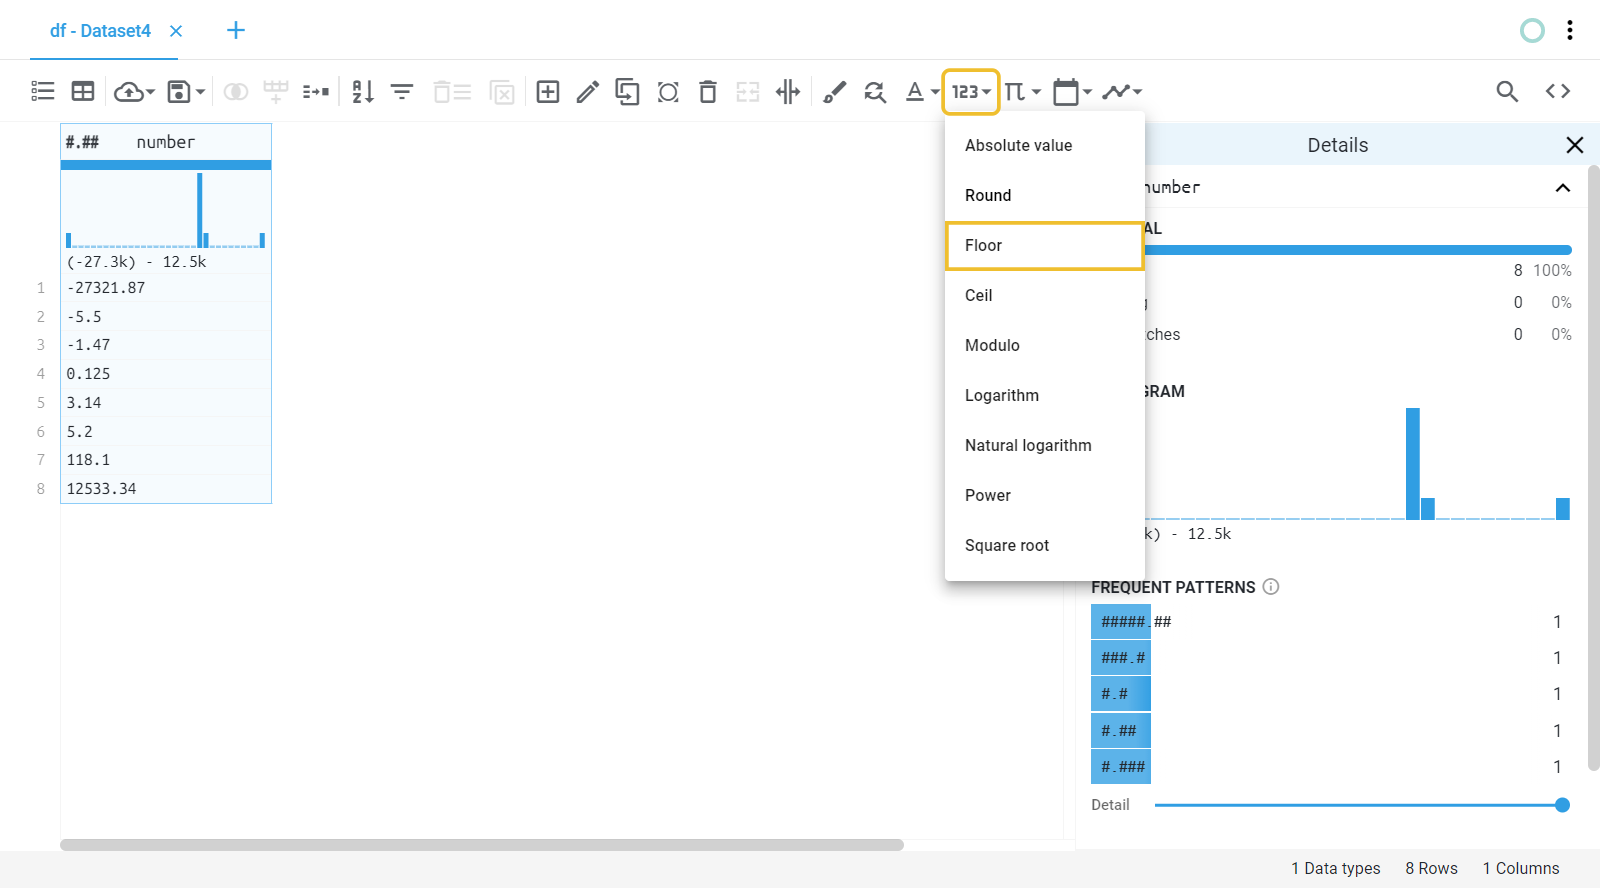 df - Dataset4
123
#.## number
(-27.3k) - 12.5k
1 -27321.87
2 -5.5
3 -1.47
4 0.125
5 3.14
6 5.2
7 118.1
8 12533.34
Absolute value
Round
Floor
Ceil
Modulo
Logarithm
Natural logarithm
Power
Square root
Details
number
AL
8 100%
0 0%
ches 0 0%
GRAM
k) - 12.5k
FREQUENT PATTERNS
#####.## 1
###.# 1
#.# 1
#.## 1
#.### 1
Detail
1 Data types 8 Rows 1 Columns